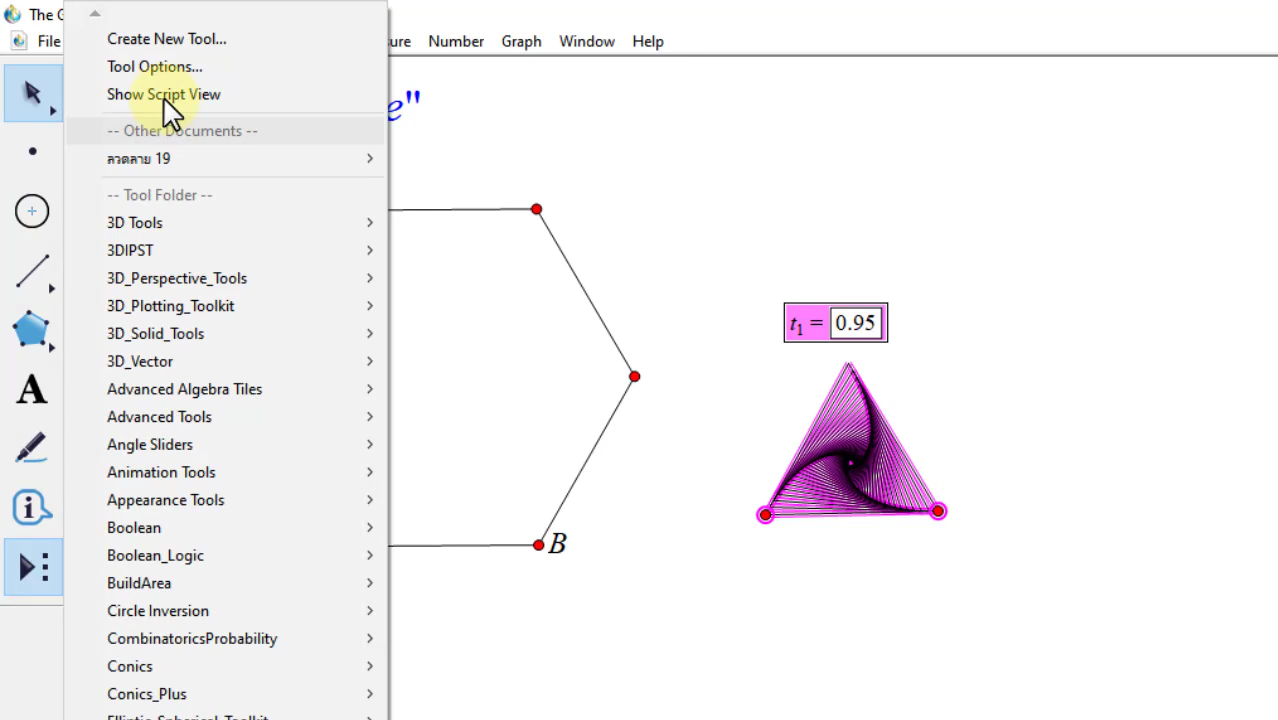 The G
File
ure Number Graph Window Help
Create New Tool...
Tool Options...
Show Script View
-- Other Documents --
ลวดลาย 19
-- Tool Folder --
3D Tools
3DIPST
3D_Perspective_Tools
3D_Plotting_Toolkit
3D_Solid_Tools
3D_Vector
Advanced Algebra Tiles
Advanced Tools
Angle Sliders
Animation Tools
Appearance Tools
Boolean
Boolean_Logic
BuildArea
Circle Inversion
CombinatoricsProbability
Conics
Conics_Plus
Elliptic_Spherical_Toolkit
A
e"
t₁ = 0.95
B